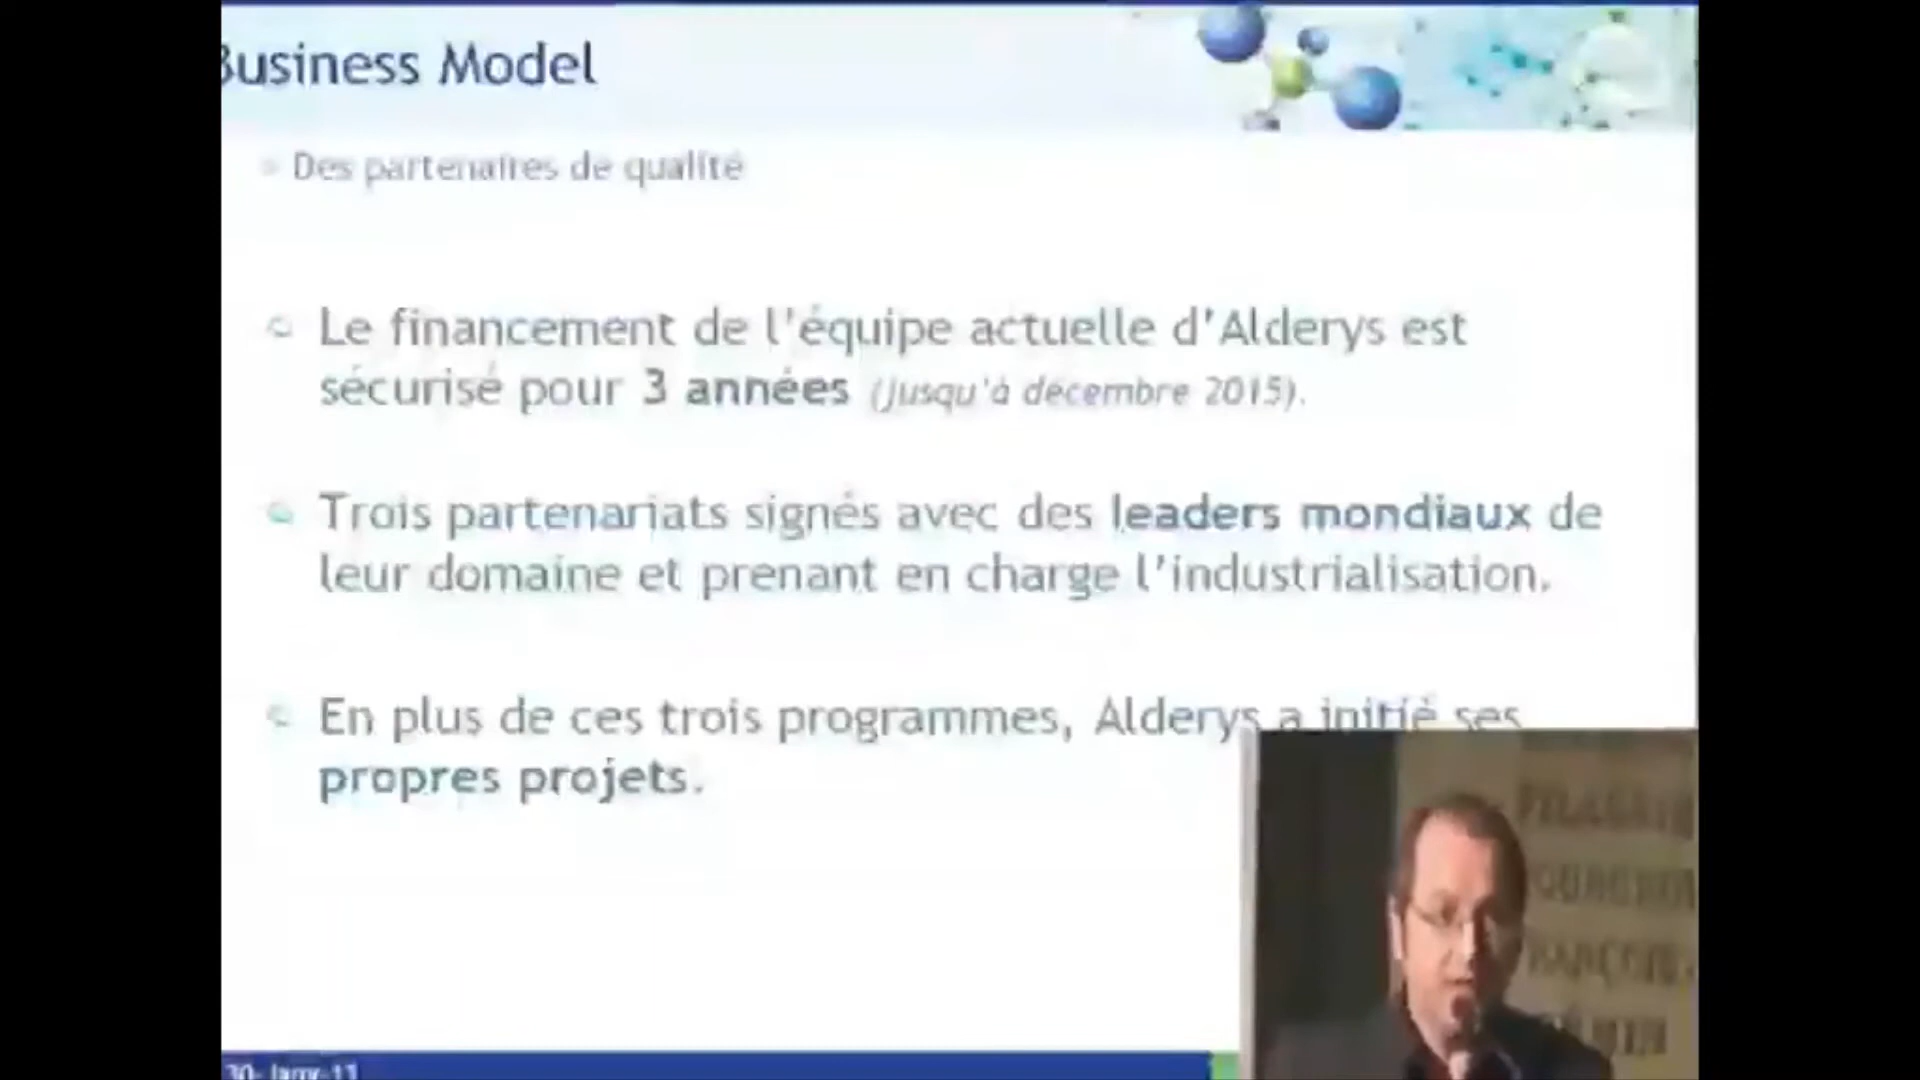 Business Model
Des partenaires de qualité
Le financement de l'équipe actuelle d'Alderys est
sécurisé pour 3 années (jusqu'à décembre 2015).
Trois partenariats signés avec des leaders mondiaux de
leur domaine et prenant en charge l'industrialisation.
En plus de ces trois programmes, Alderys a initié ses
propres projets.